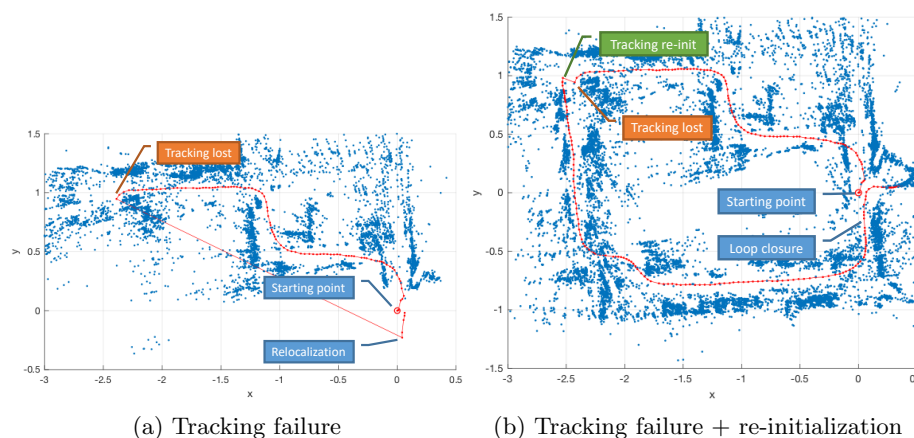 1.5
Tracking lost
1
y
0.5
Starting point
0
Relocalization
-0.5
-3 -2.5 -2 -1.5 -1 -0.5 0 0.5
x
(a) Tracking failure
1.5
Tracking re-init
1
Tracking lost
0.5
y
0
Starting point
Loop closure
-0.5
-1
-1.5
-3 -2.5 -2 -1.5 -1 -0.5 0 0.5
x
(b) Tracking failure + re-initialization